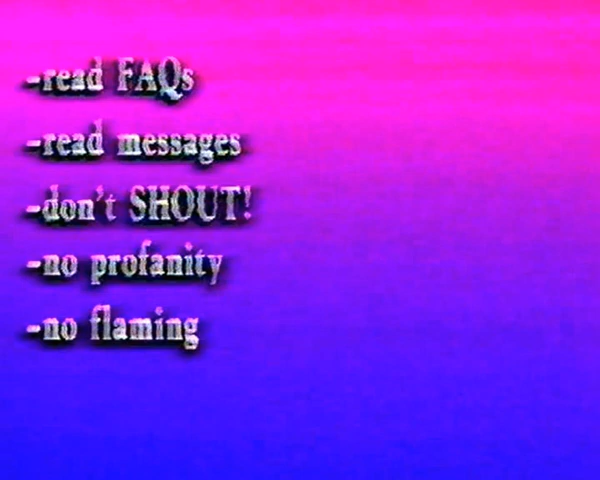 -read FAQs
-read messages
-don't SHOUT!
-no profanity
-no flaming